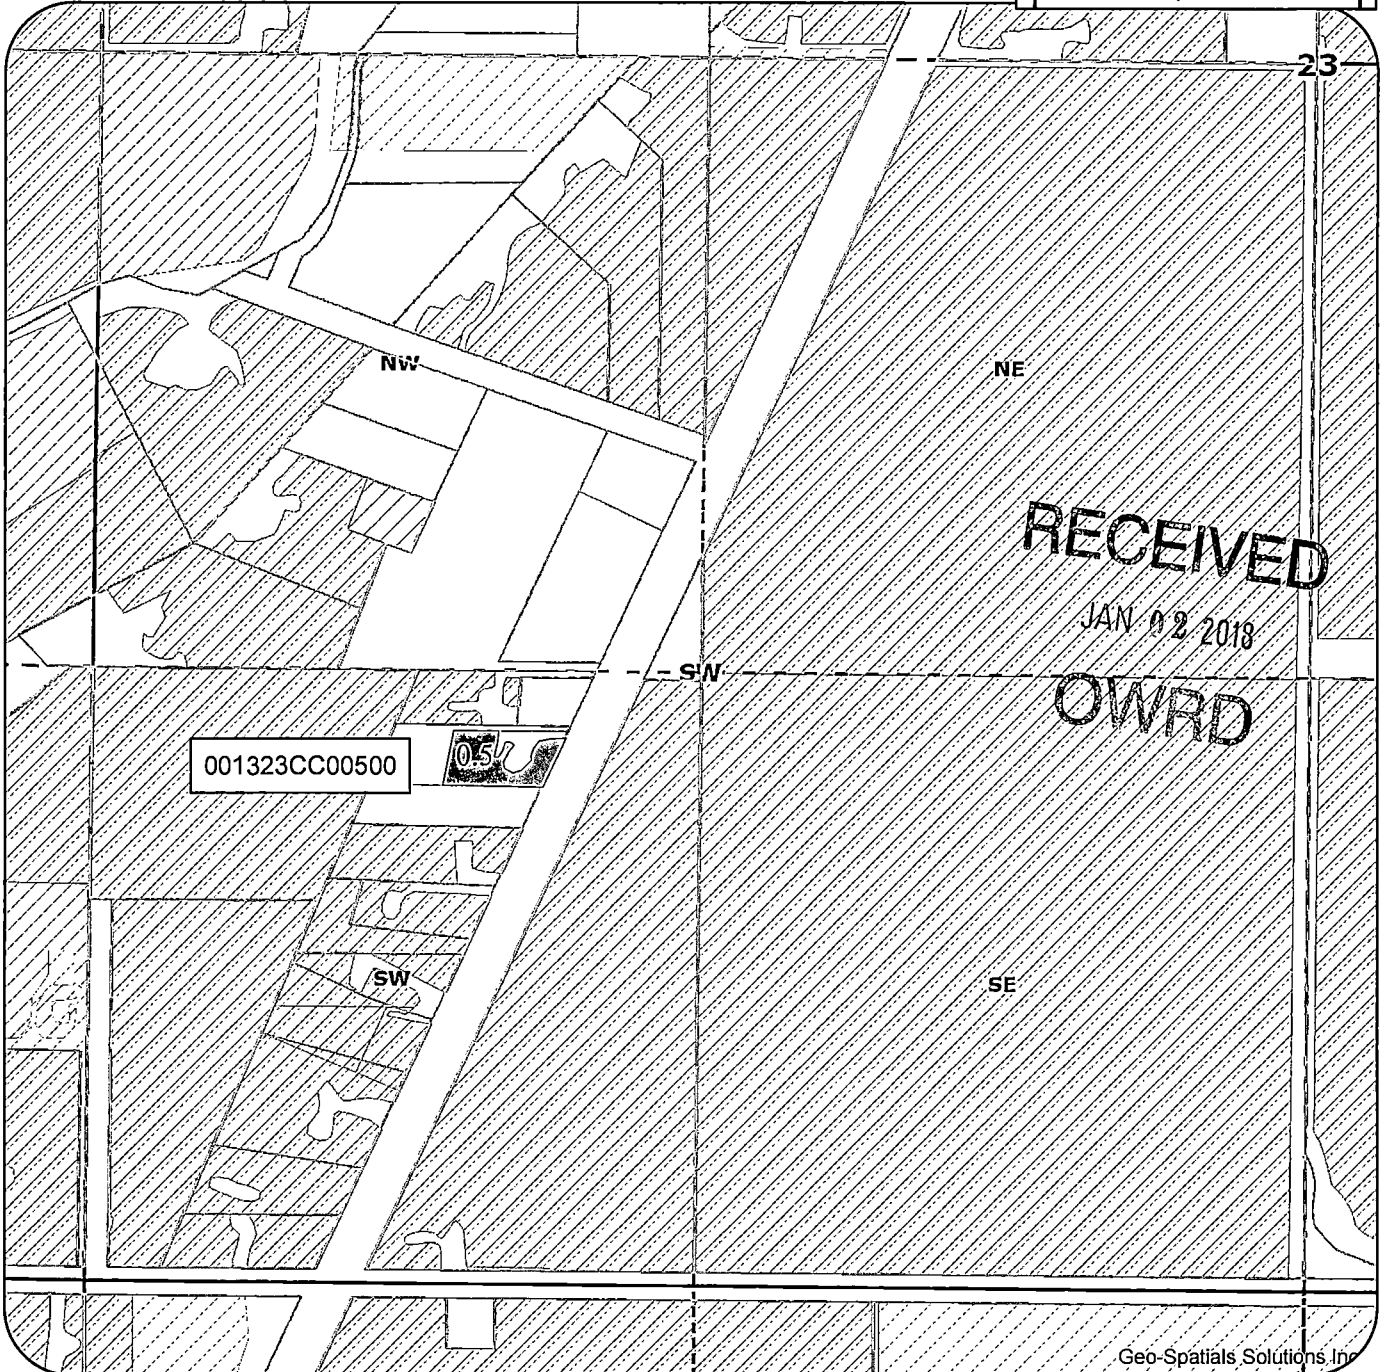 23
NW
NE
RECEIVED
JAN 02 2018
SW
OWRD
0.5
001323CC00500
SW
SE
Geo-Spatials Solutions Inc